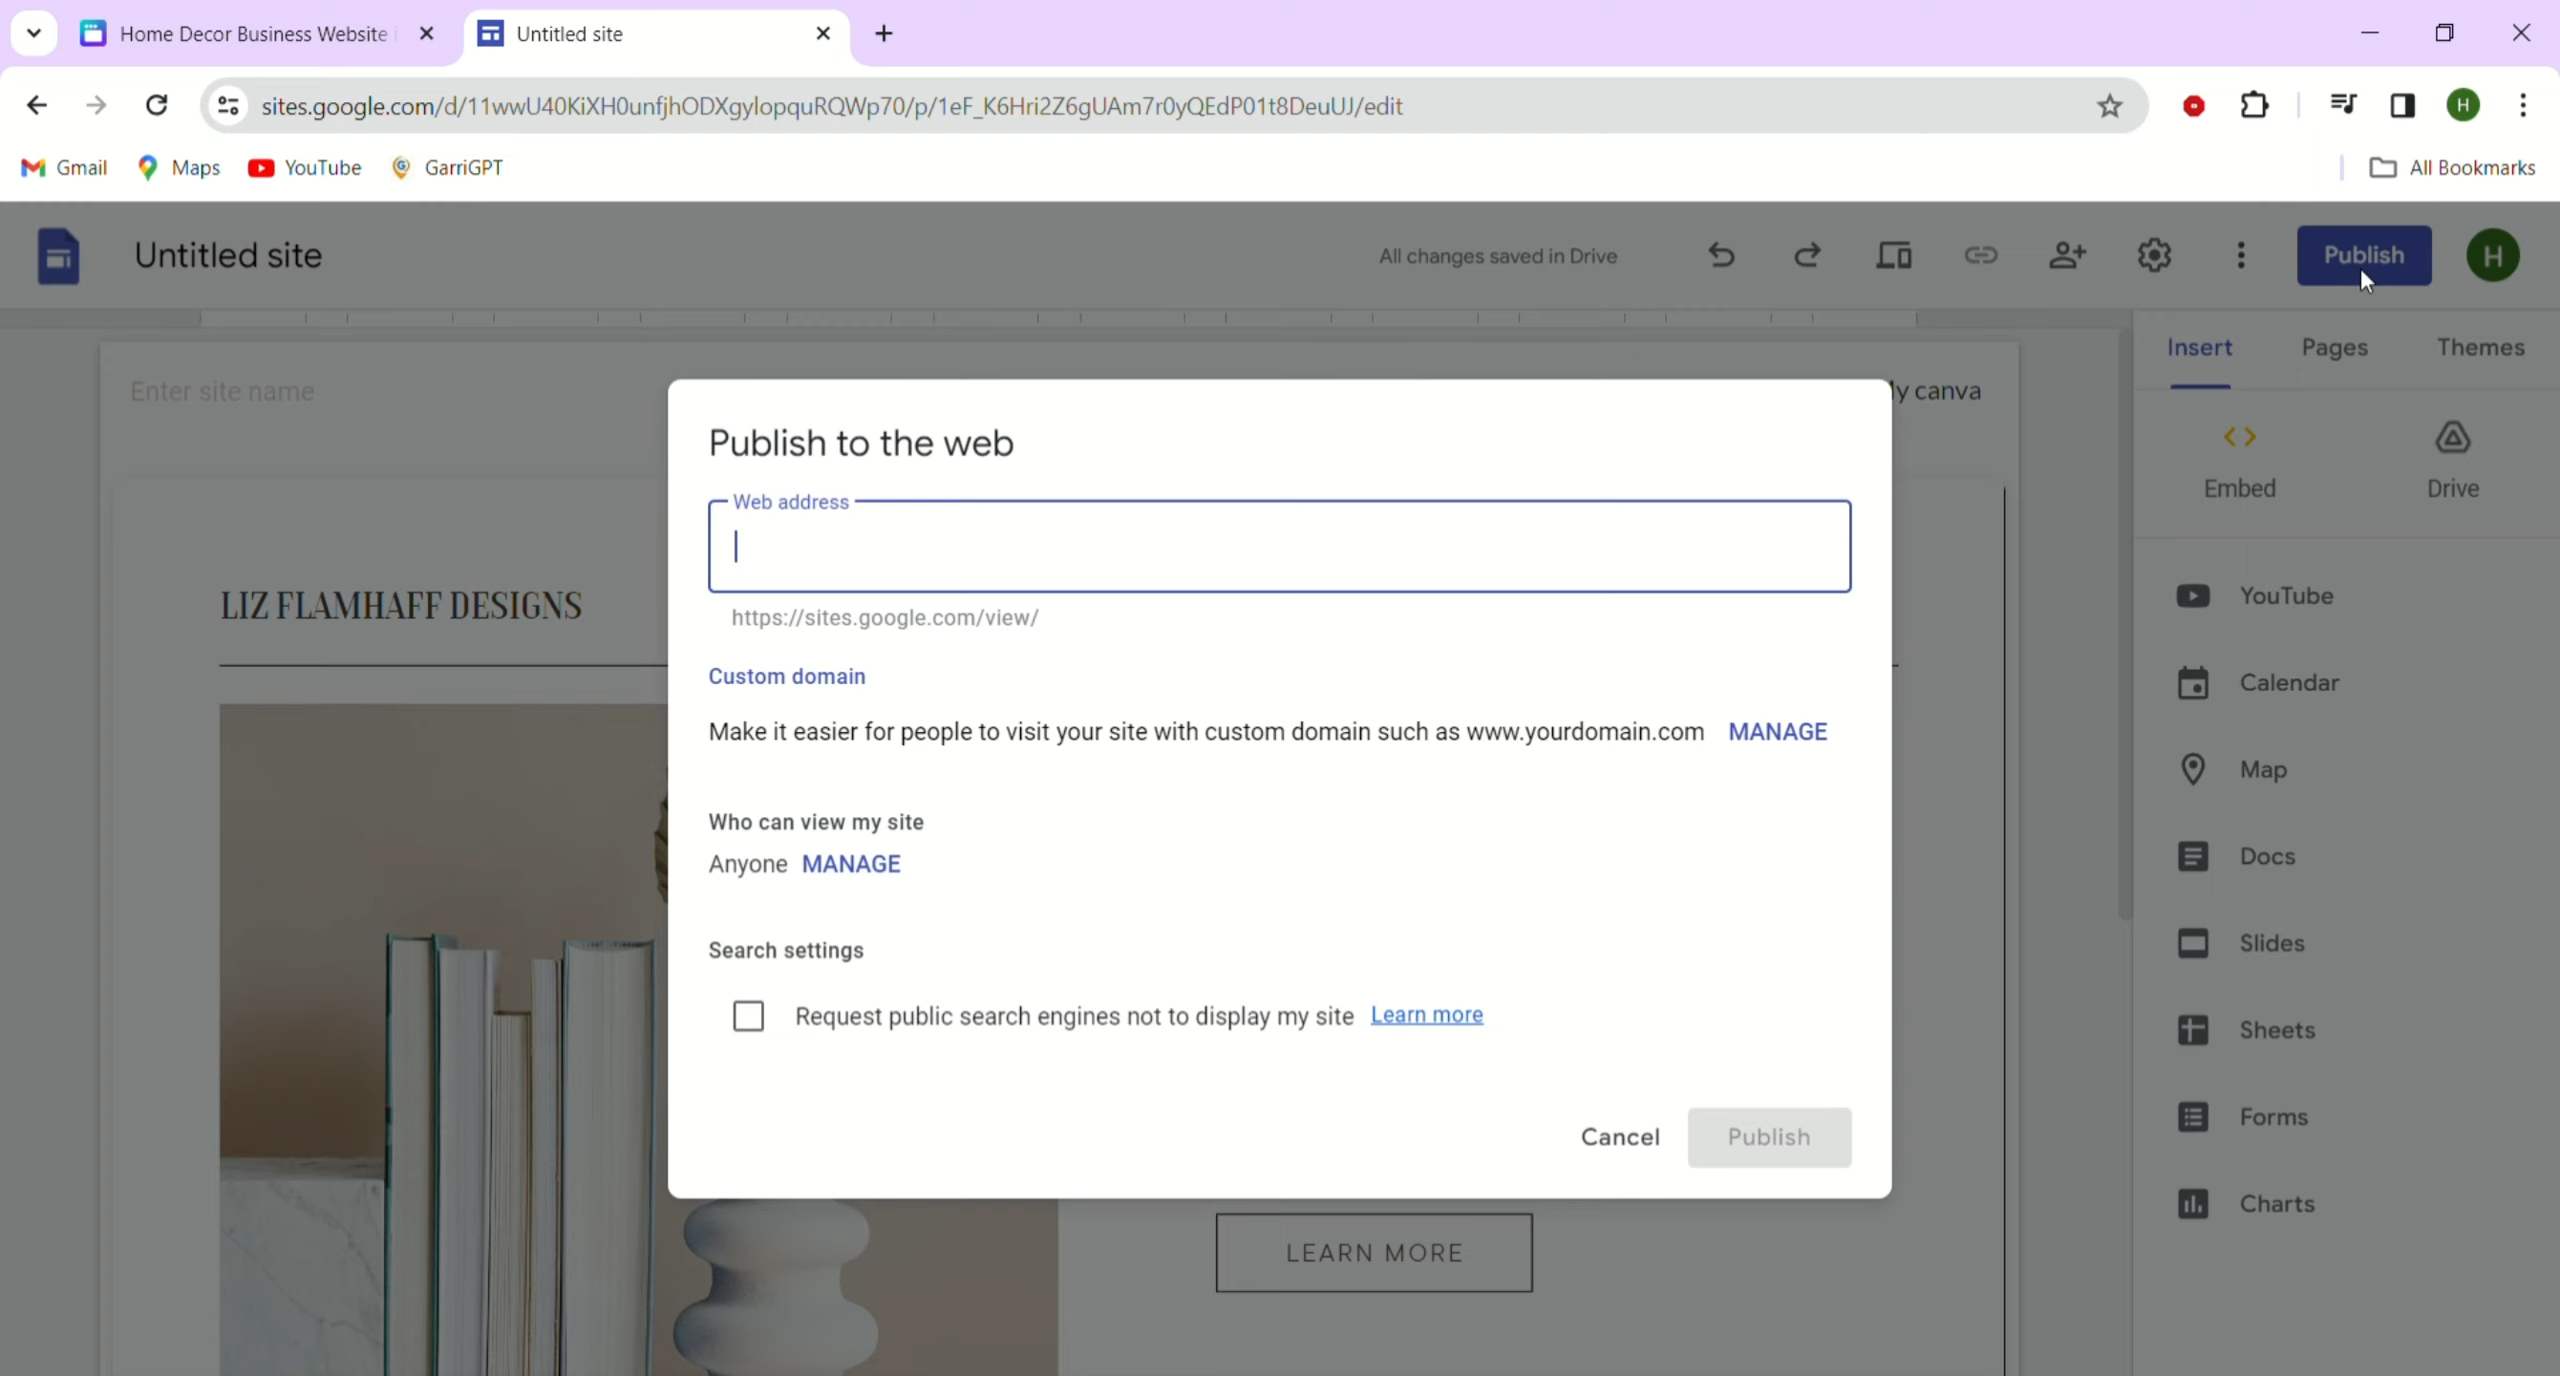 Home Decor Business Website
Untitled site
sites.google.com/d/11wwU40KiXH0unfjhODXgylopquRQWp70/p/1eF_K6Hri2Z6gUAm7r0yQEdP01t8DeuUJ/edit
H
Gmail
Maps
YouTube
GarriGPT
All Bookmarks
Untitled site
All changes saved in Drive
Publish
H
Insert
Pages
Themes
Enter site name
y canva
Embed
Drive
Publish to the web
Web address
https://sites.google.com/view/
Custom domain
Make it easier for people to visit your site with custom domain such as www.yourdomain.com MANAGE
Who can view my site
Anyone MANAGE
Search settings
Request public search engines not to display my site Learn more
Cancel
Publish
LIZ FLAMHAFF DESIGNS
LEARN MORE
YouTube
Calendar
Map
Docs
Slides
Sheets
Forms
Charts